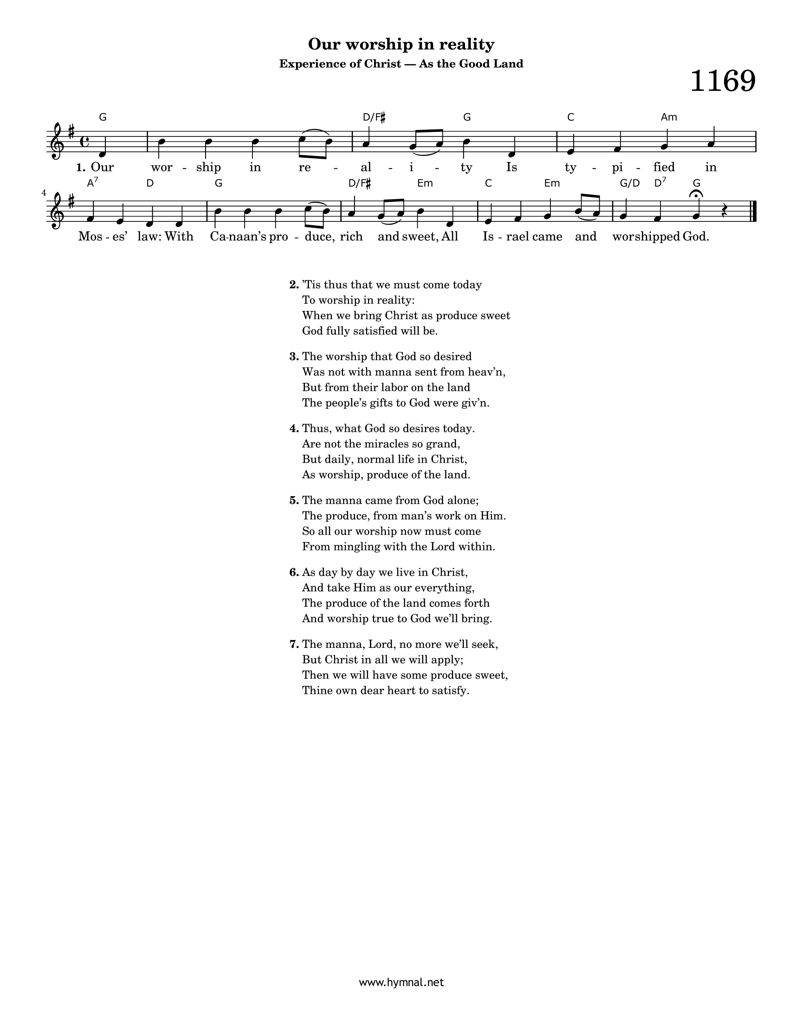 Our worship in reality
Experience of Christ — As the Good Land
1169
G D/F♯ G C Am
1. Our wor - ship in re - al - i - ty Is ty - pi - fied in
4
A7 D G D/F♯ Em C Em G/D D7 G
Mos - es' law: With Ca-naan's pro - duce, rich and sweet, All Is - rael came and worshipped God.
2. 'Tis thus that we must come today
To worship in reality:
When we bring Christ as produce sweet
God fully satisfied will be.
3. The worship that God so desired
Was not with manna sent from heav'n,
But from their labor on the land
The people's gifts to God were giv'n.
4. Thus, what God so desires today.
Are not the miracles so grand,
But daily, normal life in Christ,
As worship, produce of the land.
5. The manna came from God alone;
The produce, from man's work on Him.
So all our worship now must come
From mingling with the Lord within.
6. As day by day we live in Christ,
And take Him as our everything,
The produce of the land comes forth
And worship true to God we'll bring.
7. The manna, Lord, no more we'll seek,
But Christ in all we will apply;
Then we will have some produce sweet,
Thine own dear heart to satisfy.
www.hymnal.net